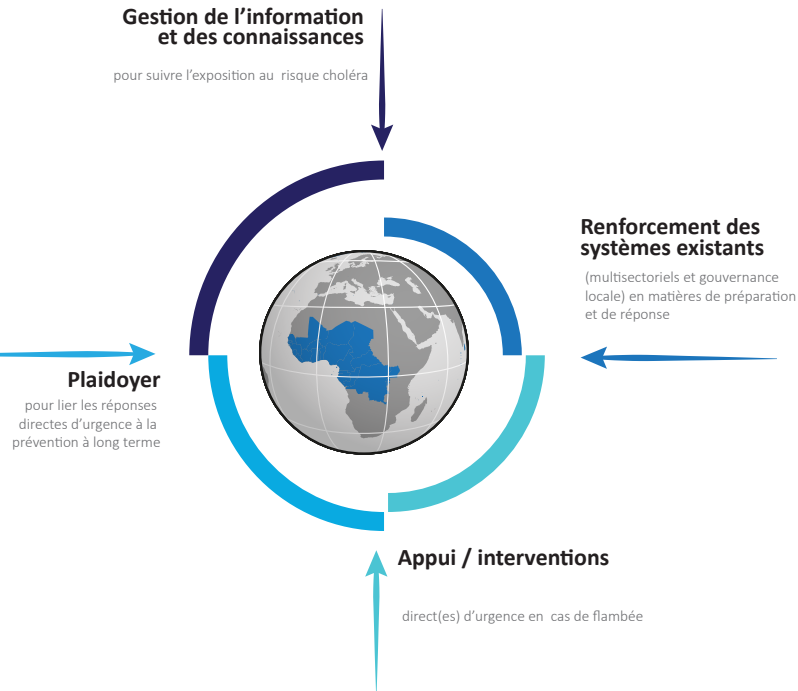 Gestion de l’information
et des connaissances
pour suivre l’exposition au risque choléra
Renforcement des
systèmes existants
(multisectoriels et gouvernance
locale) en matières de préparation
et de réponse
Plaidoyer
pour lier les réponses
directes d’urgence à la
prévention à long terme
Appui / interventions
direct(es) d’urgence en cas de flambée